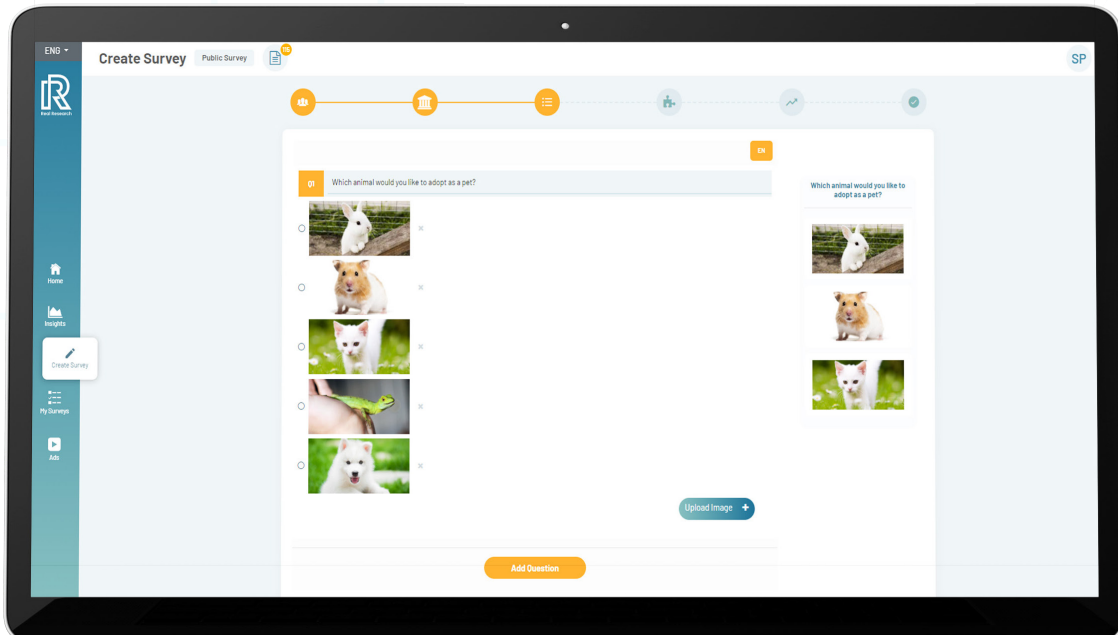 ENG
Create Survey
Public Survey
SP
Real Research
EN
Q1
Which animal would you like to adopt as a pet?
Which animal would you like to
adopt as a pet?
Home
Insights
Create Survey
My Surveys
Ads
Upload Image +
Add Question